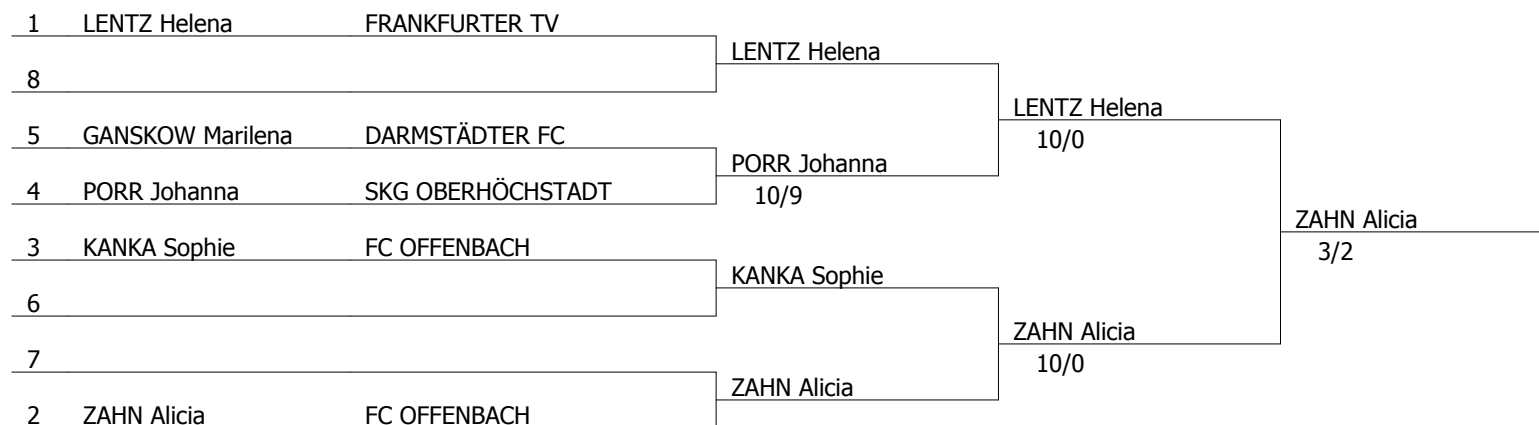 1 LENTZ Helena FRANKFURTER TV
LENTZ Helena
8
LENTZ Helena
10/0
5 GANSKOW Marilena DARMSTÄDTER FC
PORR Johanna
10/9
4 PORR Johanna SKG OBERHÖCHSTADT
ZAHN Alicia
3/2
3 KANKA Sophie FC OFFENBACH
KANKA Sophie
6
ZAHN Alicia
10/0
7
ZAHN Alicia
2 ZAHN Alicia FC OFFENBACH